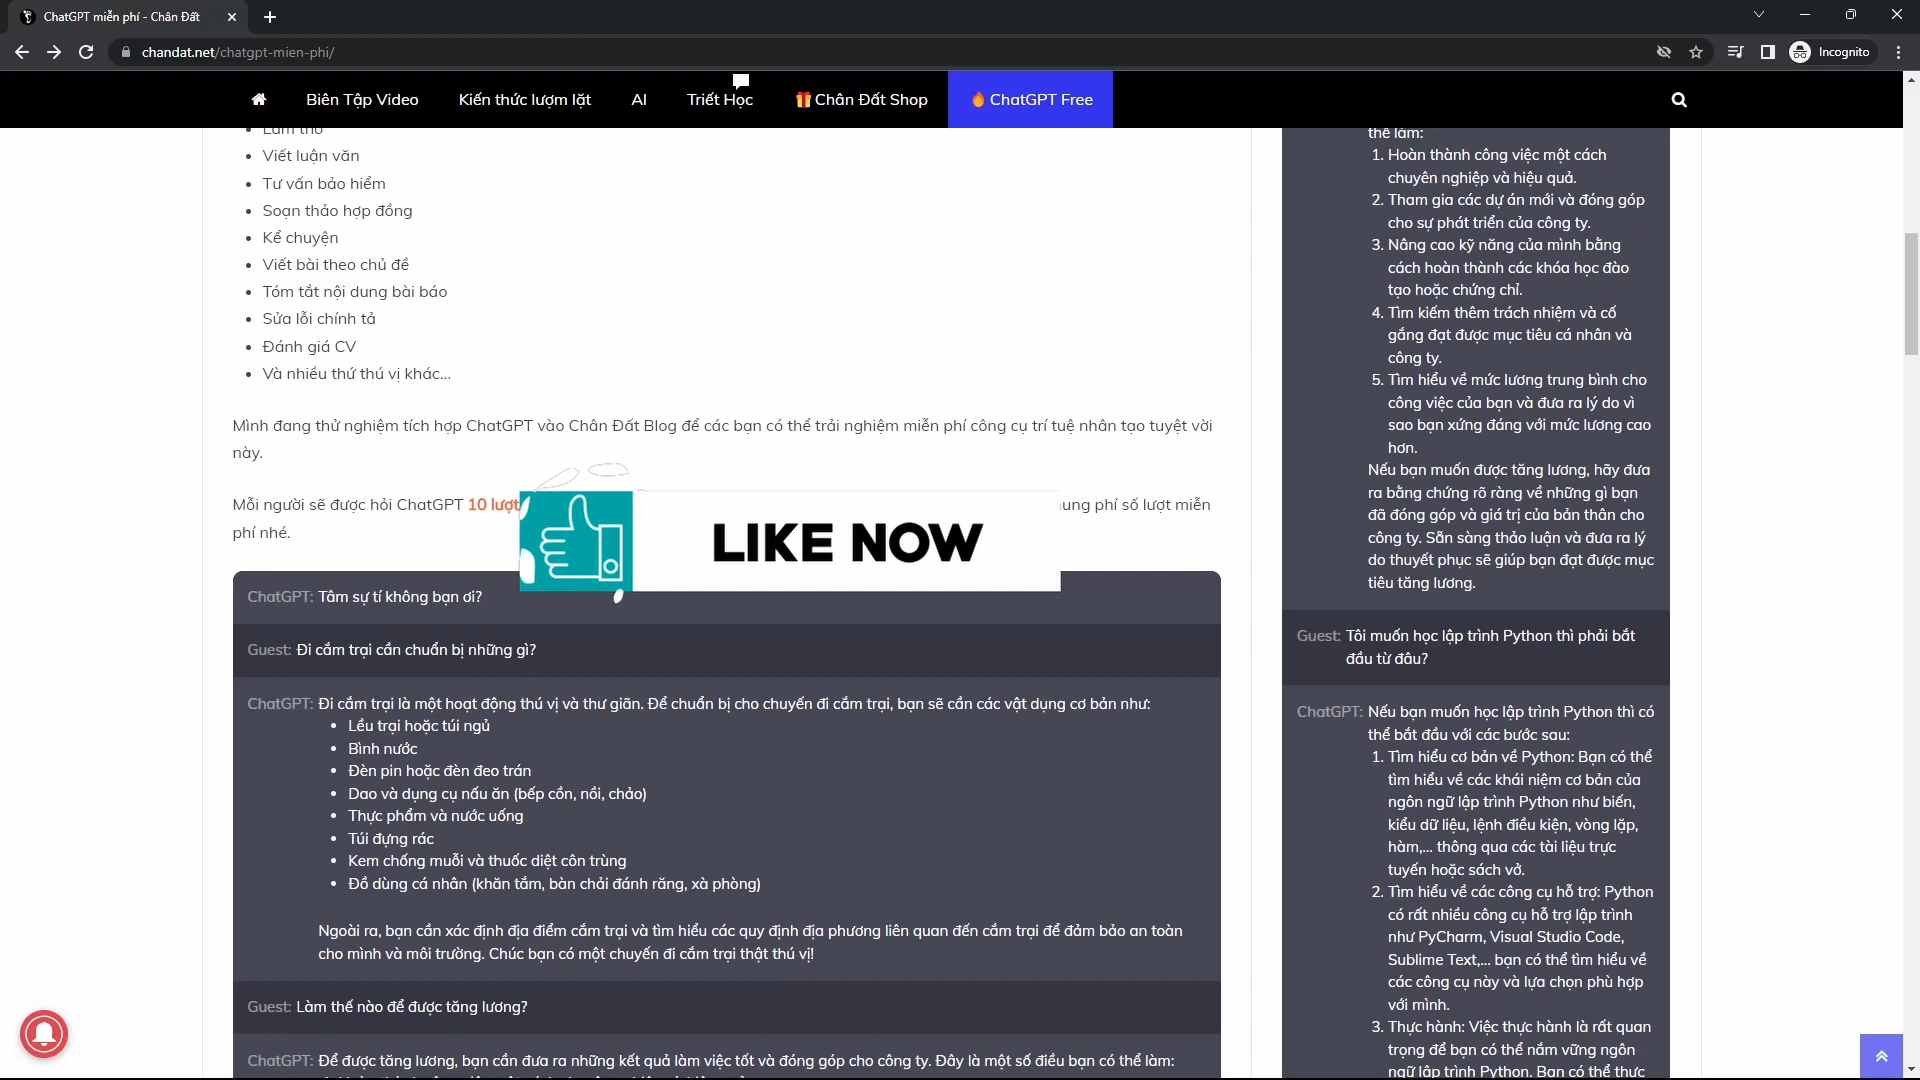 ChatGPT miễn phí - Chân Đất
chandat.net/chatgpt-mien-phi/
Incognito
Biên Tập Video
Kiến thức lượm lặt
AI
Triết Học
Chân Đất Shop
ChatGPT Free
Làm thơ
Viết luận văn
Tư vấn bảo hiểm
Soạn thảo hợp đồng
Kể chuyện
Viết bài theo chủ đề
Tóm tắt nội dung bài báo
Sửa lỗi chính tả
Đánh giá CV
Và nhiều thứ thú vị khác...
Mình đang thử nghiệm tích hợp ChatGPT vào Chân Đất Blog để các bạn có thể trải nghiệm miễn phí công cụ trí tuệ nhân tạo tuyệt vời
này.
Mỗi người sẽ được hỏi ChatGPT 10 lượt
phí số lượt miễn
phí nhé.
LIKE NOW
ChatGPT: Tâm sự tí không bạn ơi?
Guest: Đi cắm trại cần chuẩn bị những gì?
ChatGPT: Đi cắm trại là một hoạt động thú vị và thư giãn. Để chuẩn bị cho chuyến đi cắm trại, bạn sẽ cần các vật dụng cơ bản như:
Lều trại hoặc túi ngủ
Bình nước
Đèn pin hoặc đèn đeo trán
Dao và dụng cụ nấu ăn (bếp cồn, nồi, chảo)
Thực phẩm và nước uống
Túi đựng rác
Kem chống muỗi và thuốc diệt côn trùng
Đồ dùng cá nhân (khăn tắm, bàn chải đánh răng, xà phòng)
Ngoài ra, bạn cần xác định địa điểm cắm trại và tìm hiểu các quy định địa phương liên quan đến cắm trại để đảm bảo an toàn
cho mình và môi trường. Chúc bạn có một chuyến đi cắm trại thật thú vị!
Guest: Làm thế nào để được tăng lương?
ChatGPT: Để được tăng lương, bạn cần đưa ra những kết quả làm việc tốt và đóng góp cho công ty. Đây là một số điều bạn có thể làm:
thể làm:
1. Hoàn thành công việc một cách
chuyên nghiệp và hiệu quả.
2. Tham gia các dự án mới và đóng góp
cho sự phát triển của công ty.
3. Nâng cao kỹ năng của mình bằng
cách hoàn thành các khóa học đào
tạo hoặc chứng chỉ.
4. Tìm kiếm thêm trách nhiệm và cố
gắng đạt được mục tiêu cá nhân và
công ty.
5. Tìm hiểu về mức lương trung bình cho
công việc của bạn và đưa ra lý do vì
sao bạn xứng đáng với mức lương cao
hơn.
Nếu bạn muốn được tăng lương, hãy đưa
ra bằng chứng rõ ràng về những gì bạn
đã đóng góp và giá trị của bản thân cho
công ty. Sẵn sàng thảo luận và đưa ra lý
do thuyết phục sẽ giúp bạn đạt được mục
tiêu tăng lương.
Guest: Tôi muốn học lập trình Python thì phải bắt
đầu từ đâu?
ChatGPT: Nếu bạn muốn học lập trình Python thì có
thể bắt đầu với các bước sau:
1. Tìm hiểu cơ bản về Python: Bạn có thể
tìm hiểu về các khái niệm cơ bản của
ngôn ngữ lập trình Python như biến,
kiểu dữ liệu, lệnh điều kiện, vòng lặp,
hàm,... thông qua các tài liệu trực
tuyến hoặc sách vở.
2. Tìm hiểu về các công cụ hỗ trợ: Python
có rất nhiều công cụ hỗ trợ lập trình
như PyCharm, Visual Studio Code,
Sublime Text,... bạn có thể tìm hiểu về
các công cụ này và lựa chọn phù hợp
với mình.
3. Thực hành: Việc thực hành là rất quan
trọng để bạn có thể nắm vững ngôn
ngữ lập trình Python. Bạn có thể thực